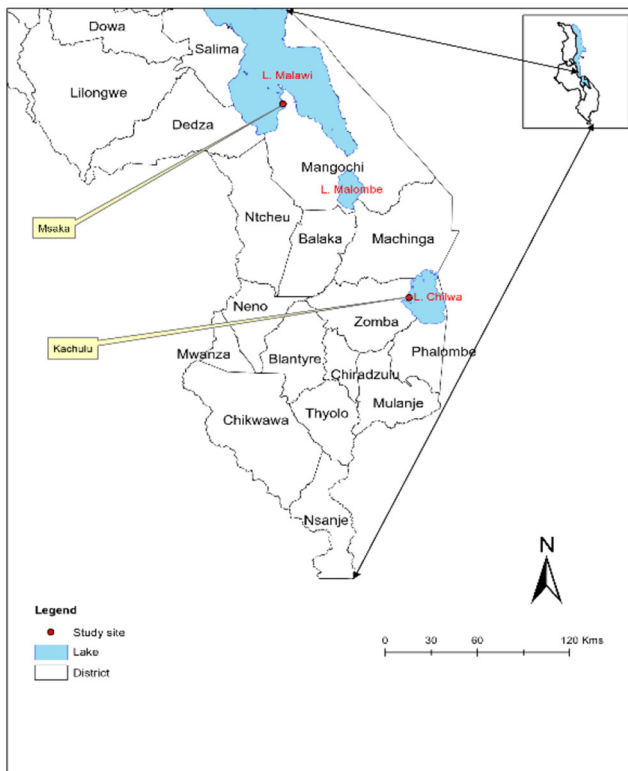 Dowa
Salima
L. Malawi
Lilongwe
Dedza
Mangochi
L. Malombe
Ntcheu
Msaka
Balaka
Machinga
L. Chilwa
Neno
Zomba
Kachulu
Mwanza
Blantyre
Phalombe
Chiradzulu
Chikwawa
Thyolo
Mulanje
Nsanje
N
Legend
Study site
Lake
District
0 30 60 120 Kms